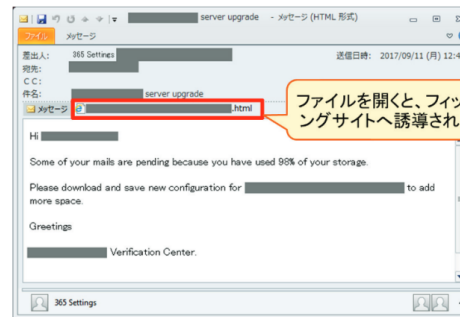 server upgrade - メッセージ (HTML 形式)
ファイル メッセージ
差出人: 365 Settings 送信日時: 2017/09/11 (月) 12:4
宛先:
CC:
件名: server upgrade
メッセージ .html
ファイルを開くと、フィッ
ングサイトへ誘導され
Hi
Some of your mails are pending because you have used 98% of your storage.
Please download and save new configuration for to add
more space.
Greetings
Verification Center.
365 Settings